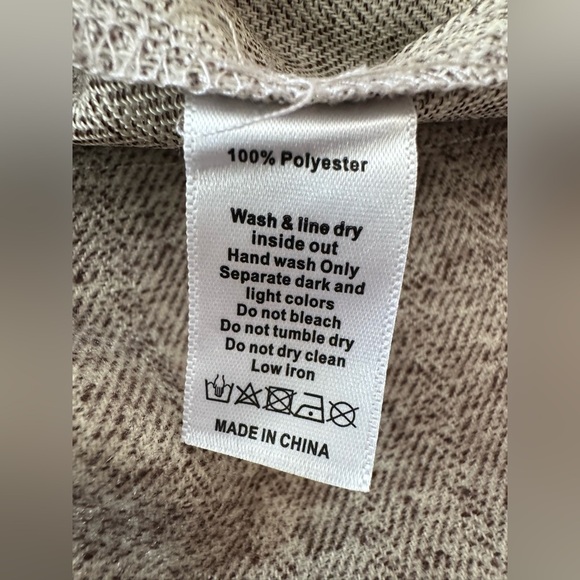 100% Polyester
Wash & line dry
inside out
Hand wash Only
Separate dark and
light colors
Do not bleach
Do not tumble dry
Do not dry clean
Low iron
MADE IN CHINA